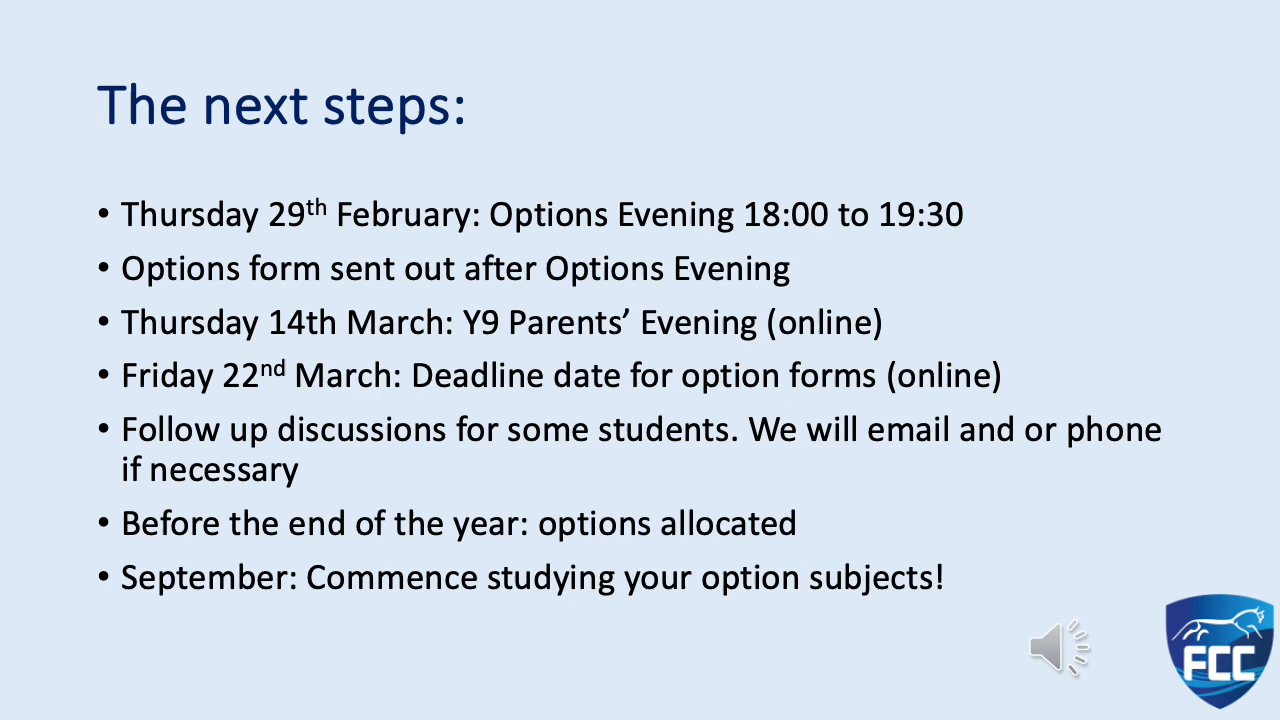 The next steps:
• Thursday 29th February: Options Evening 18:00 to 19:30
• Options form sent out after Options Evening
• Thursday 14th March: Y9 Parents’ Evening (online)
• Friday 22nd March: Deadline date for option forms (online)
• Follow up discussions for some students. We will email and or phone
if necessary
• Before the end of the year: options allocated
• September: Commence studying your option subjects!
FCC